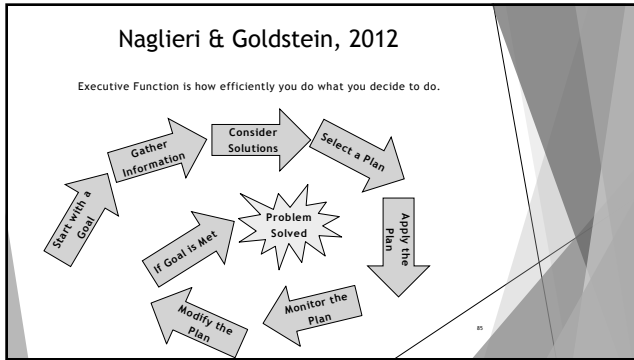 Naglieri & Goldstein, 2012
Executive Function is how efficiently you do what you decide to do.
Start with a
Goal
Gather
Information
Consider
Solutions
Select a Plan
Apply the
Plan
Monitor the
Plan
Modify the
Plan
If Goal is Met
Problem
Solved
85